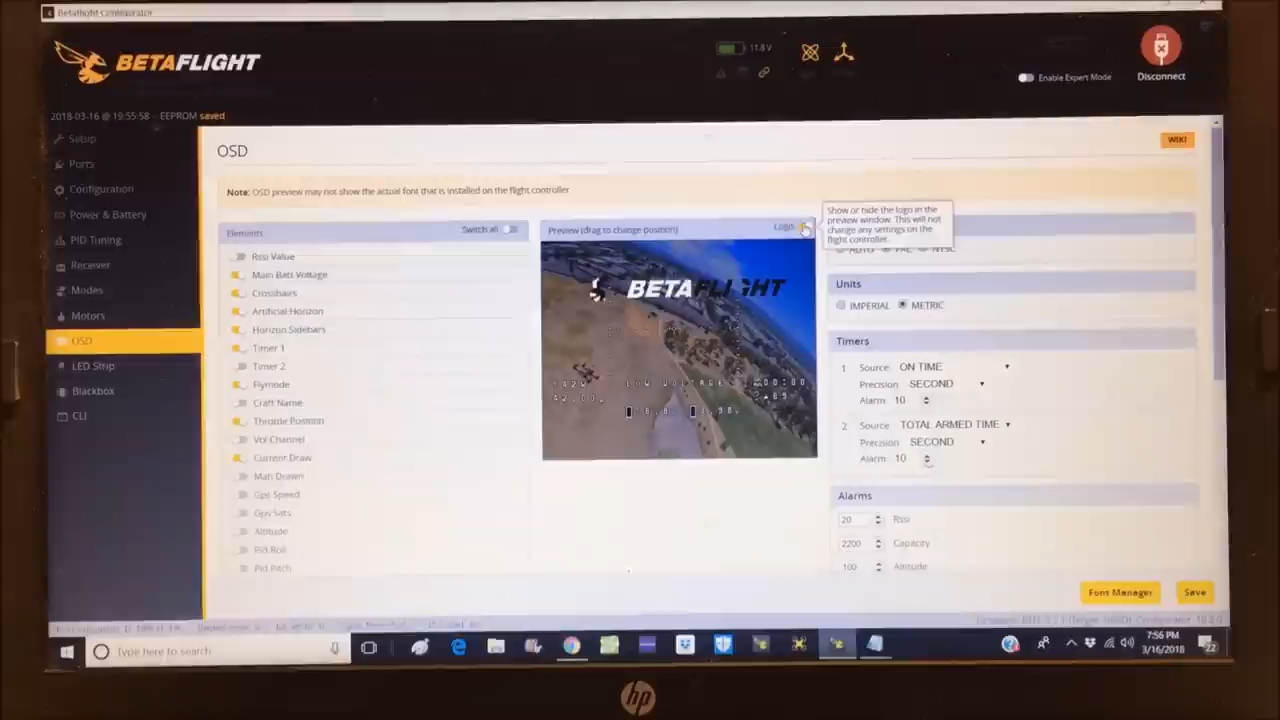 Betaflight Configurator
BETAFLIGHT
11.8 V
Enable Expert Mode
Disconnect
2018-03-16 @ 19:55:58 -- EEPROM saved
Setup
Ports
Configuration
Power & Battery
PID Tuning
Receiver
Modes
Motors
OSD
LED Strip
Blackbox
CLI
OSD
WIKI
Note: OSD preview may not show the actual font that is installed on the flight controller
Elements
Switch all
Rssi Value
Main Batt Voltage
Crosshairs
Artificial Horizon
Horizon Sidebars
Timer 1
Timer 2
Flymode
Craft Name
Throttle Position
Vtx Channel
Current Draw
Mah Drawn
Gps Speed
Gps Sats
Altitude
Pid Roll
Pid Pitch
Preview (drag to change position)
Logo
BETAFLIGHT
LOW VOLTAGE
Show or hide the logo in the
preview window. This will not
change any settings on the
flight controller.
AUTO PAL NTSC
Units
IMPERIAL METRIC
Timers
1 Source: ON TIME
Precision: SECOND
Alarm: 10
2 Source: TOTAL ARMED TIME
Precision: SECOND
Alarm: 10
Alarms
20 Rssi
2200 Capacity
100 Altitude
Font Manager
Save
Type here to search
7:56 PM
3/16/2018
22
hp